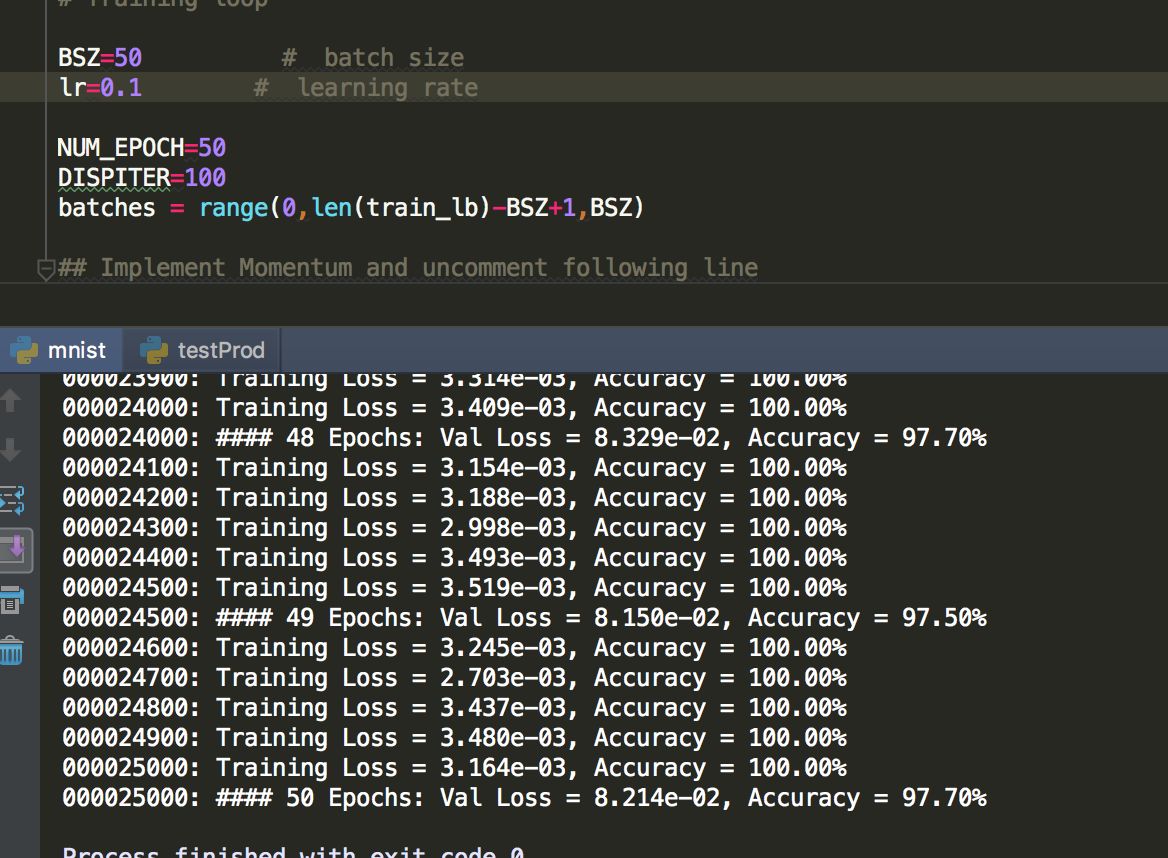 # Training loop
BSZ=50          #  batch size
lr=0.1        #  learning rate
NUM_EPOCH=50
DISPITER=100
batches = range(0,len(train_lb)-BSZ+1,BSZ)
## Implement Momentum and uncomment following line
mnist testProd
000023900: Training Loss = 3.314e-03, Accuracy = 100.00%
000024000: Training Loss = 3.409e-03, Accuracy = 100.00%
000024000: #### 48 Epochs: Val Loss = 8.329e-02, Accuracy = 97.70%
000024100: Training Loss = 3.154e-03, Accuracy = 100.00%
000024200: Training Loss = 3.188e-03, Accuracy = 100.00%
000024300: Training Loss = 2.998e-03, Accuracy = 100.00%
000024400: Training Loss = 3.493e-03, Accuracy = 100.00%
000024500: Training Loss = 3.519e-03, Accuracy = 100.00%
000024500: #### 49 Epochs: Val Loss = 8.150e-02, Accuracy = 97.50%
000024600: Training Loss = 3.245e-03, Accuracy = 100.00%
000024700: Training Loss = 2.703e-03, Accuracy = 100.00%
000024800: Training Loss = 3.437e-03, Accuracy = 100.00%
000024900: Training Loss = 3.480e-03, Accuracy = 100.00%
000025000: Training Loss = 3.164e-03, Accuracy = 100.00%
000025000: #### 50 Epochs: Val Loss = 8.214e-02, Accuracy = 97.70%
Process finished with exit code 0